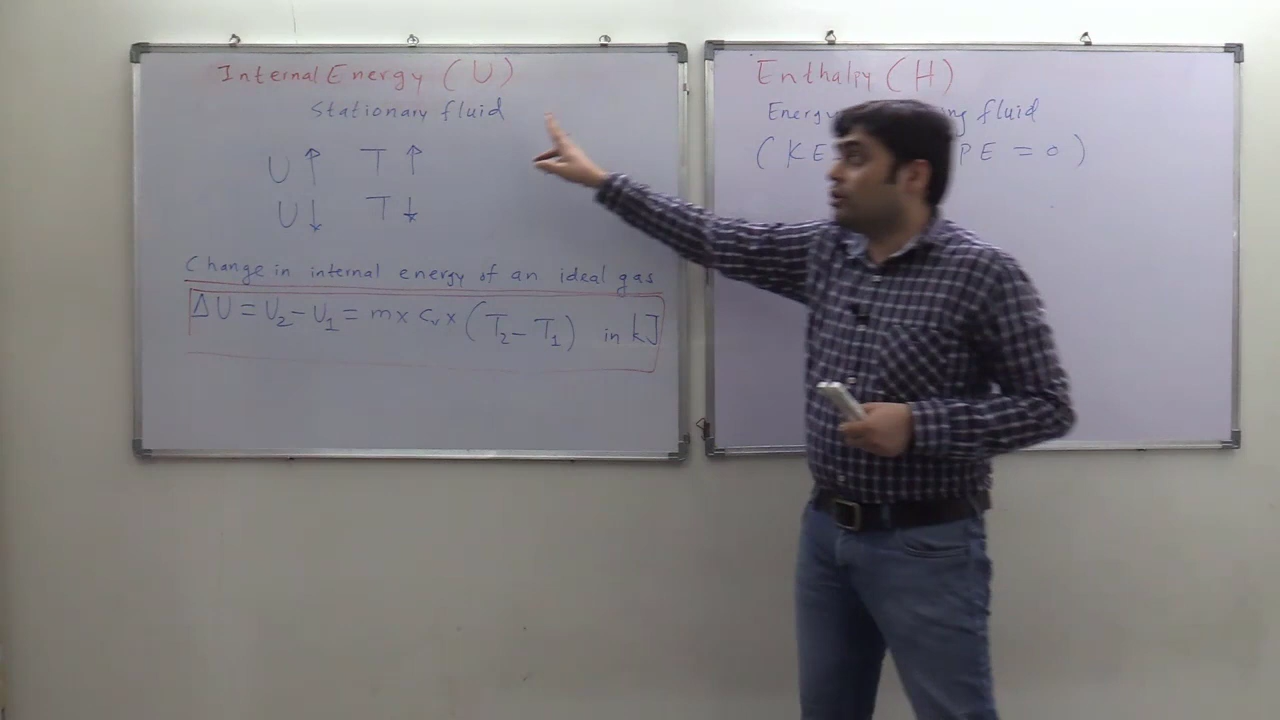 Internal Energy (U)
Stationary fluid
U ↑ T ↑
U ↓ T ↓
Change in internal energy of an ideal gas
ΔU = U₂ - U₁ = m x Cᵥ x (T₂ - T₁) in kJ
Enthalpy (H)
Energy fluid
(KE PE = 0)